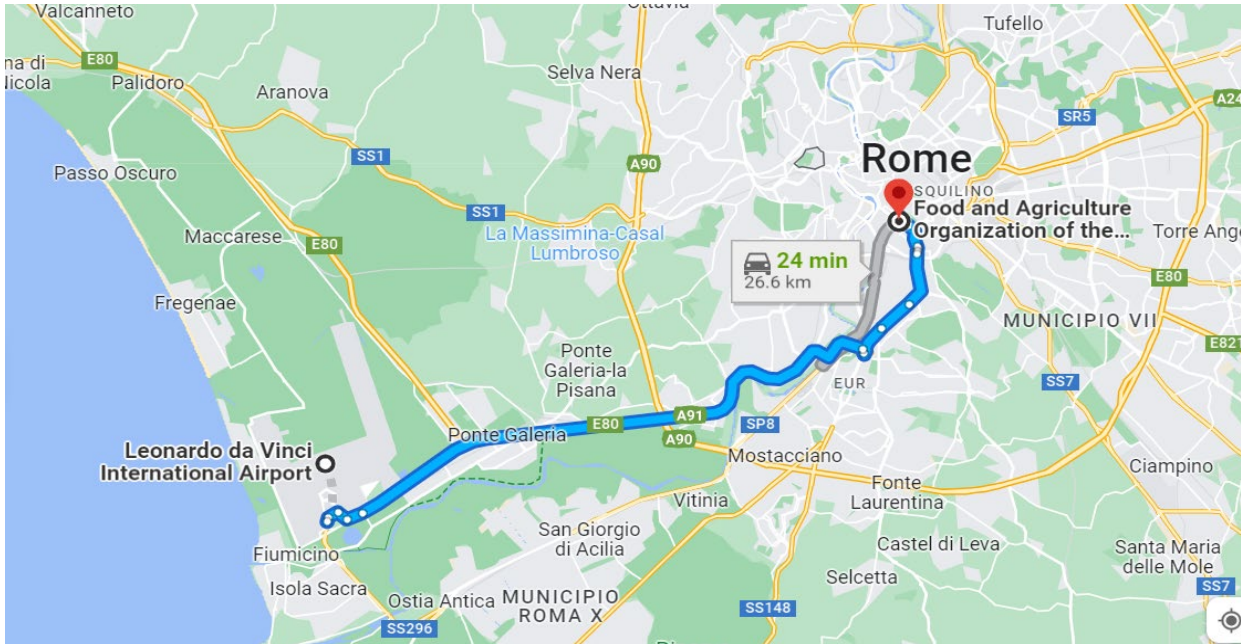 Valcanneto
Tufello
E80
na di
Nicola
Palidoro
Aranova
Selva Nera
A24
SR5
SS1
A90
Passo Oscuro
Rome
SQUILINO
Food and Agriculture
Organization of the...
SS1
La Massimina-Casal
Lumbroso
Maccarese
E80
Torre Ang
24 min
26.6 km
E80
Fregenae
MUNICIPIO VII
E821
Ponte
Galeria-la
Pisana
EUR
SS7
A91
E80
SP8
Ponte Galeria
A90
Leonardo da Vinci
International Airport
Mostacciano
Ciampino
Vitinia
Fonte
Laurentina
San Giorgio
di Acilia
Fiumicino
Castel di Leva
Santa Maria
delle Mole
Isola Sacra
Selcetta
Ostia Antica
MUNICIPIO
ROMA X
SS148
SS7
SS296